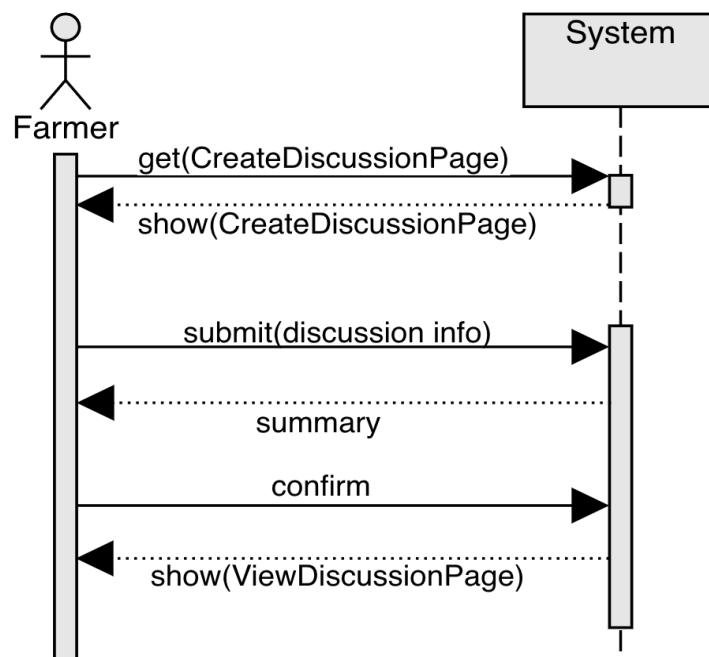 System
Farmer
get(CreateDiscussionPage)
show(CreateDiscussionPage)
submit(discussion info)
summary
confirm
show(ViewDiscussionPage)